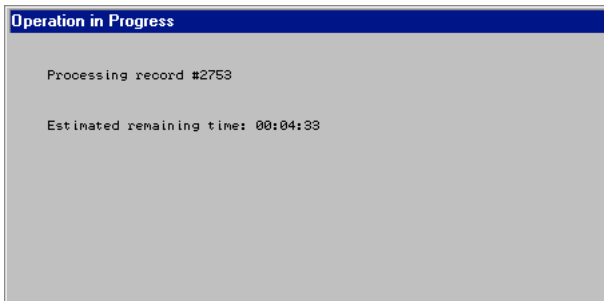 Operation in Progress
Processing record #2753
Estimated remaining time: 00:04:33